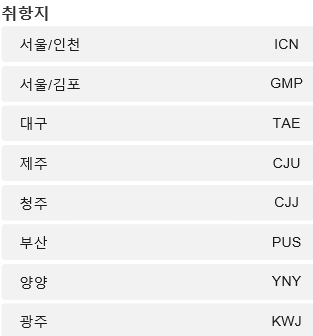 취항지
서울/인천 ICN
서울/김포 GMP
대구 TAE
제주 CJU
청주 CJJ
부산 PUS
양양 YNY
광주 KWJ